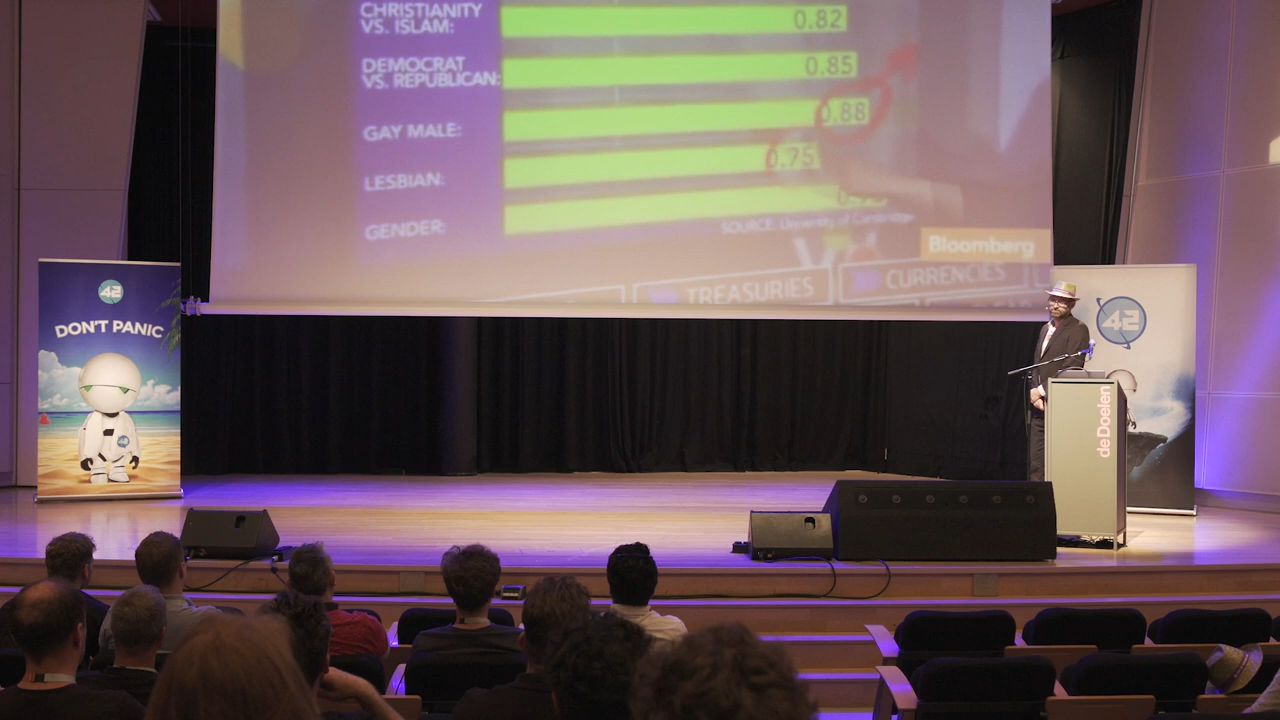 CHRISTIANITY
VS. ISLAM:
0.82
DEMOCRAT
VS. REPUBLICAN:
0.85
GAY MALE:
0.88
LESBIAN:
0.75
GENDER:
SOURCE: University of Cambridge
Bloomberg
TREASURIES
CURRENCIES
42
DON'T PANIC
42
42
deDoelen